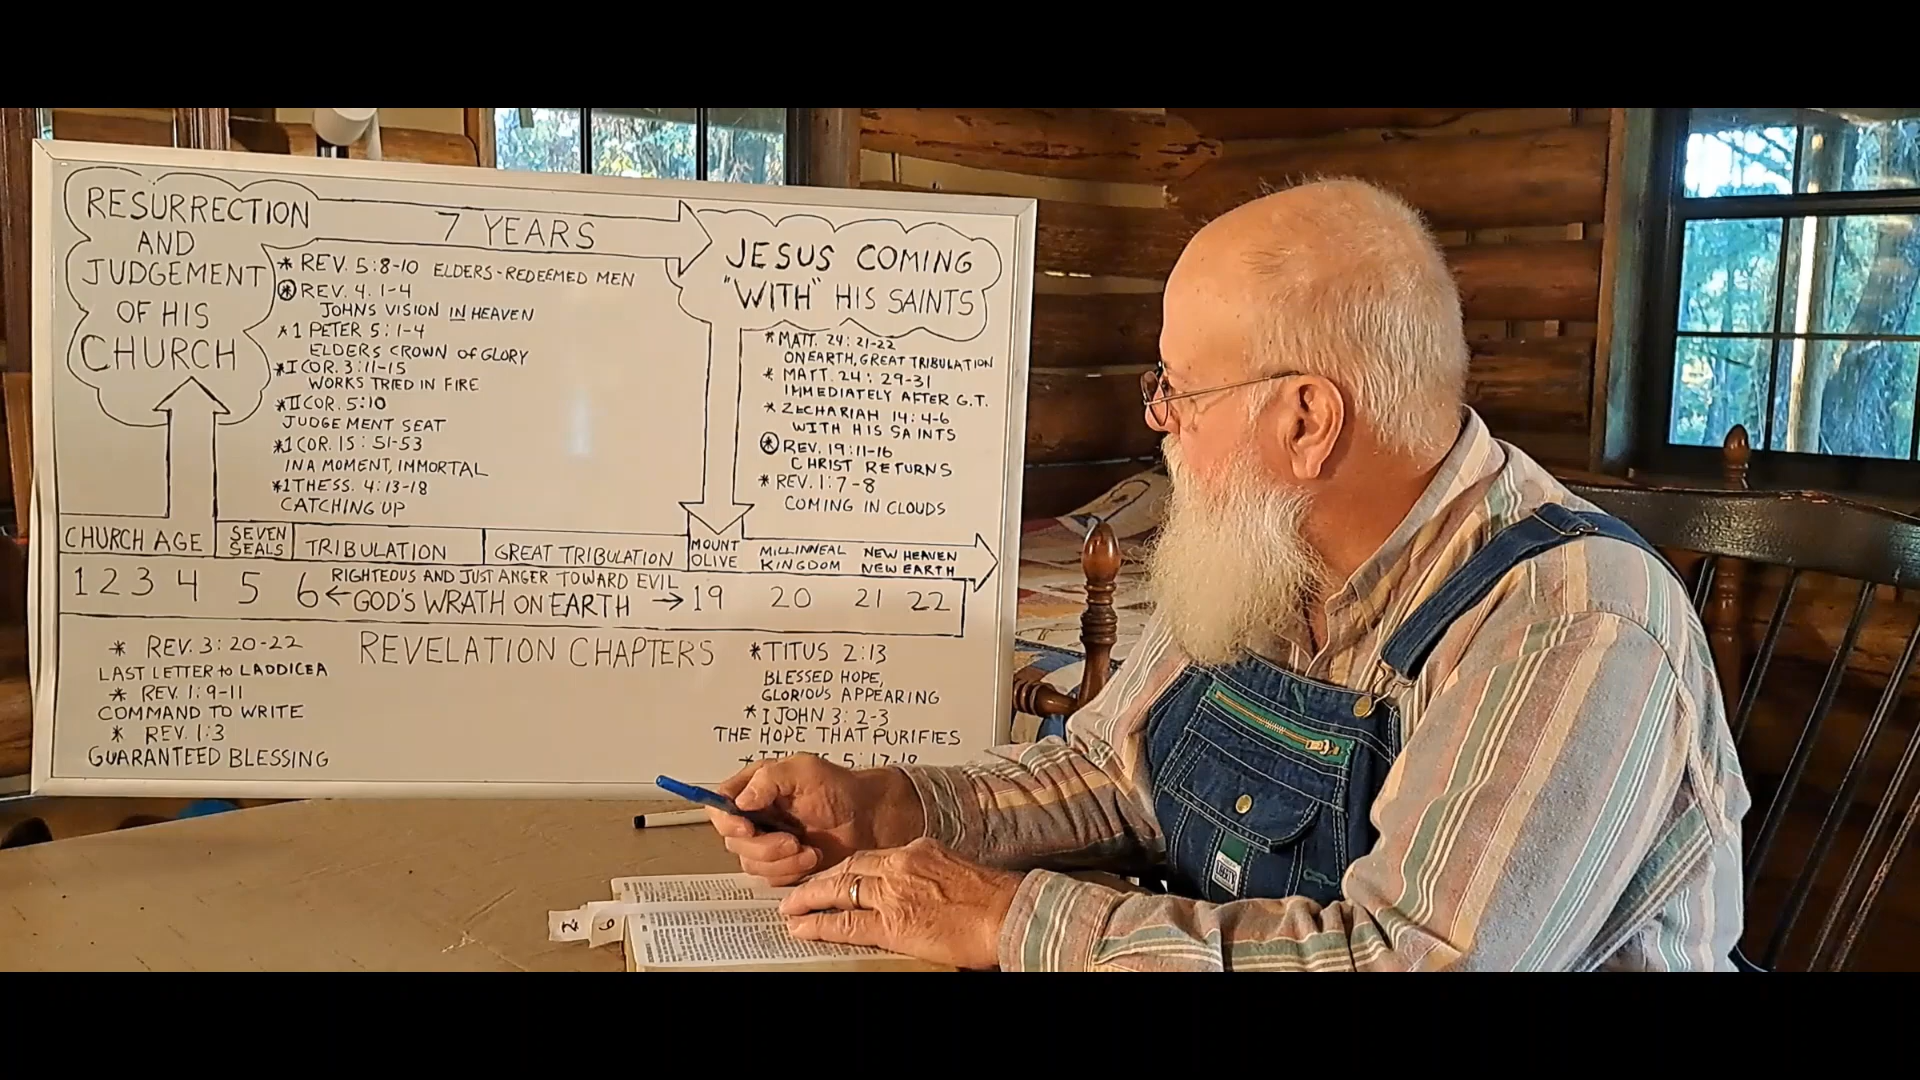 RESURRECTION
AND
JUDGEMENT
OF HIS
CHURCH
7 YEARS
JESUS COMING
"WITH" HIS SAINTS
* REV. 5:8-10 ELDERS-REDEEMED MEN
* REV. 4. 1-4
JOHNS VISION IN HEAVEN
* 1 PETER 5:1-4
ELDERS CROWN of GLORY
* I COR. 3:11-15
WORKS TRIED IN FIRE
* II COR. 5:10
JUDGEMENT SEAT
* 1 COR. 15:51-53
IN A MOMENT, IMMORTAL
* 1 THESS. 4:13-18
CATCHING UP
* MATT. 24:21-22
ON EARTH, GREAT TRIBULATION
* MATT. 24:29-31
IMMEDIATELY AFTER G.T.
* ZECHARIAH 14:4-6
WITH HIS SAINTS
* REV. 19:11-16
CHRIST RETURNS
* REV. 1:7-8
COMING IN CLOUDS
CHURCH AGE
SEVEN
SEALS
TRIBULATION
GREAT TRIBULATION
MOUNT
OLIVE
MILLINNEAL
KINGDOM
NEW HEAVEN
NEW EARTH
RIGHTEOUS AND JUST ANGER TOWARD EVIL
1 2 3 4 5 6 ← GOD'S WRATH ON EARTH → 19 20 21 22
REVELATION CHAPTERS
* REV. 3:20-22
LAST LETTER to LAODICEA
* REV. 1:9-11
COMMAND TO WRITE
* REV. 1:3
GUARANTEED BLESSING
* TITUS 2:13
BLESSED HOPE,
GLORIOUS APPEARING
* I JOHN 3:2-3
THE HOPE THAT PURIFIES
5:17-18